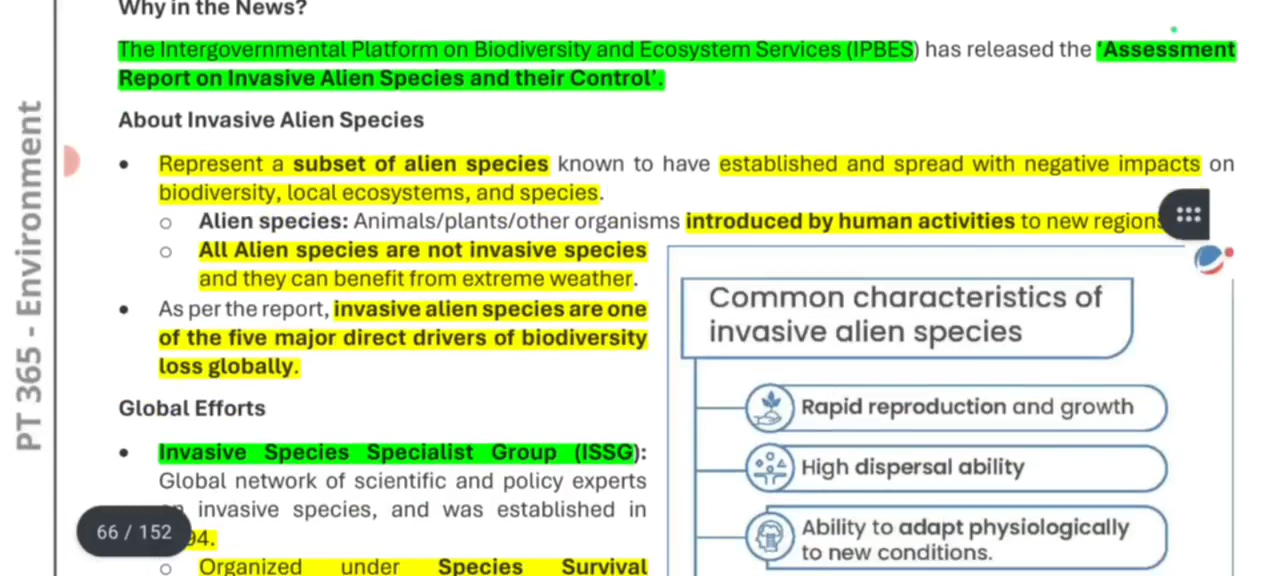 Why in the News?
The Intergovernmental Platform on Biodiversity and Ecosystem Services (IPBES) has released the 'Assessment
Report on Invasive Alien Species and their Control'.
About Invasive Alien Species
• Represent a subset of alien species known to have established and spread with negative impacts on
biodiversity, local ecosystems, and species.
o Alien species: Animals/plants/other organisms introduced by human activities to new regions
o All Alien species are not invasive species
and they can benefit from extreme weather.
• As per the report, invasive alien species are one
of the five major direct drivers of biodiversity
loss globally.
Global Efforts
• Invasive Species Specialist Group (ISSG):
Global network of scientific and policy experts
invasive species, and was established in
94.
o Organized under Species Survival
Common characteristics of
invasive alien species
Rapid reproduction and growth
High dispersal ability
Ability to adapt physiologically
to new conditions.
PT 365 - Environment
66 / 152